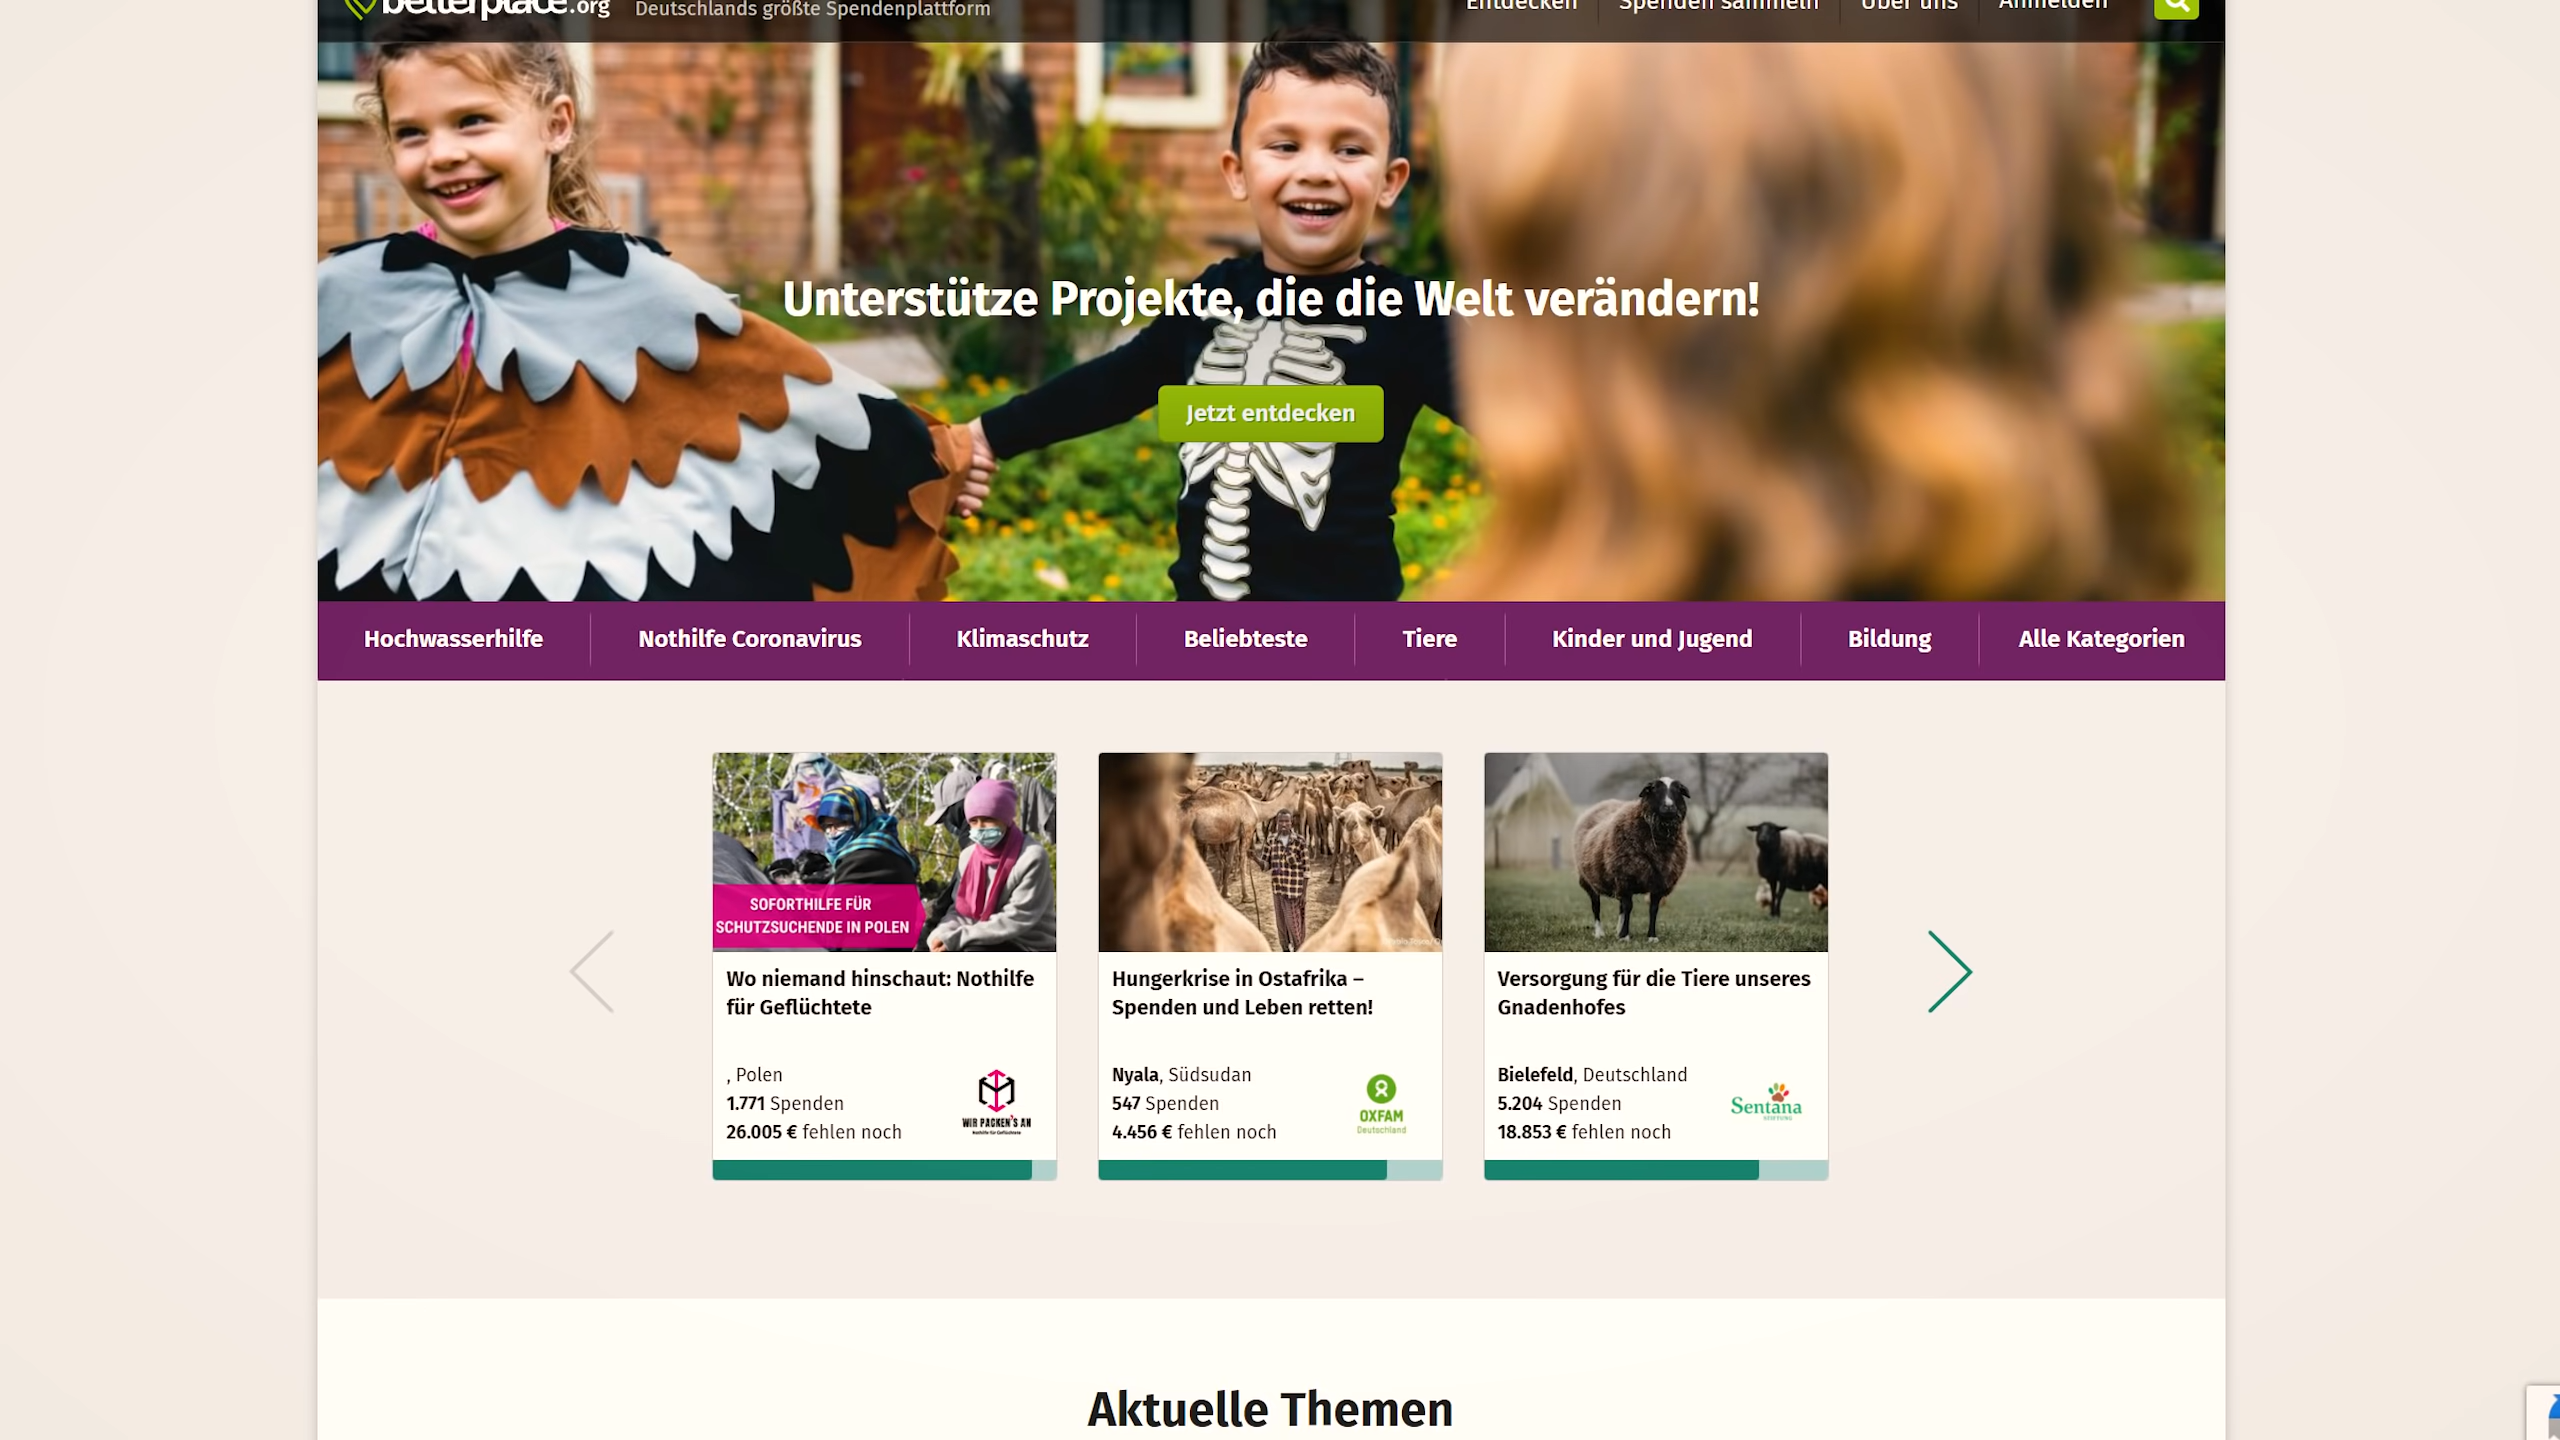 betterplace.org
Deutschlands größte Spendenplattform
Entdecken
Spenden sammeln
Über uns
Anmelden
Unterstütze Projekte, die die Welt verändern!
Jetzt entdecken
Hochwasserhilfe
Nothilfe Coronavirus
Klimaschutz
Beliebteste
Tiere
Kinder und Jugend
Bildung
Alle Kategorien
SOFORTHILFE FÜR
SCHUTZSUCHENDE IN POLEN
Wo niemand hinschaut: Nothilfe
für Geflüchtete
, Polen
1.771 Spenden
26.005 € fehlen noch
WIR PACKEN'S AN
Nothilfe für Geflüchtete
Hungerkrise in Ostafrika –
Spenden und Leben retten!
Nyala, Südsudan
547 Spenden
4.456 € fehlen noch
OXFAM
Deutschland
Versorgung für die Tiere unseres
Gnadenhofes
Bielefeld, Deutschland
5.204 Spenden
18.853 € fehlen noch
Sentana
STIFTUNG
Aktuelle Themen